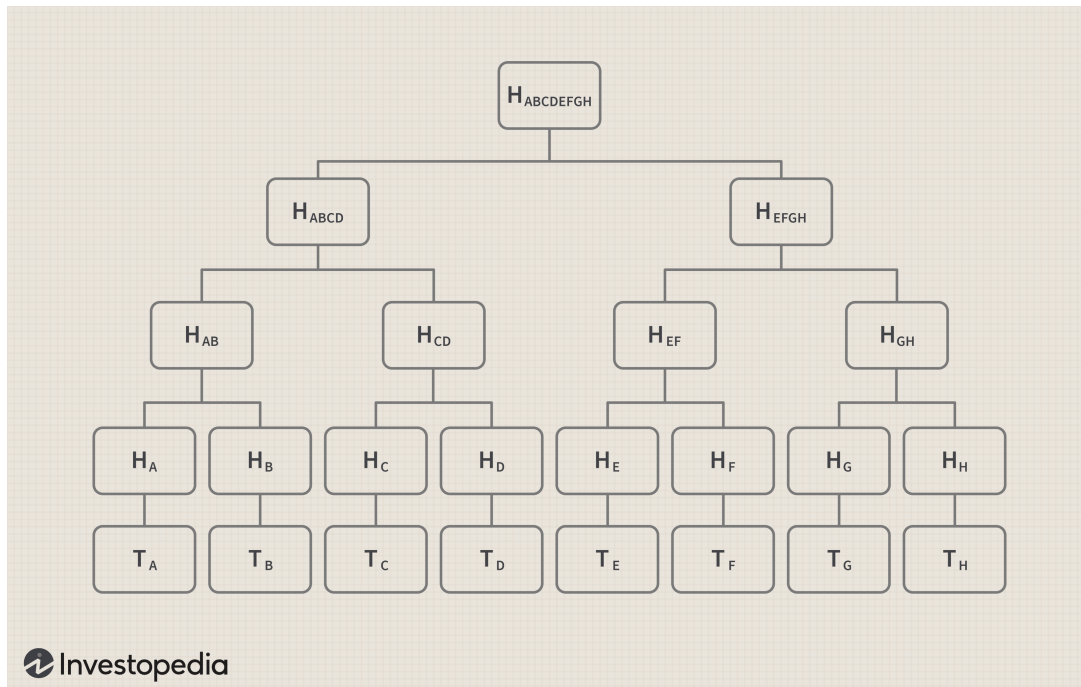 HABCDEFGH
HABCD HEFGH
HAB HCD HEF HGH
HA HB HC HD HE HF HG HH
TA TB TC TD TE TF TG TH
Investopedia